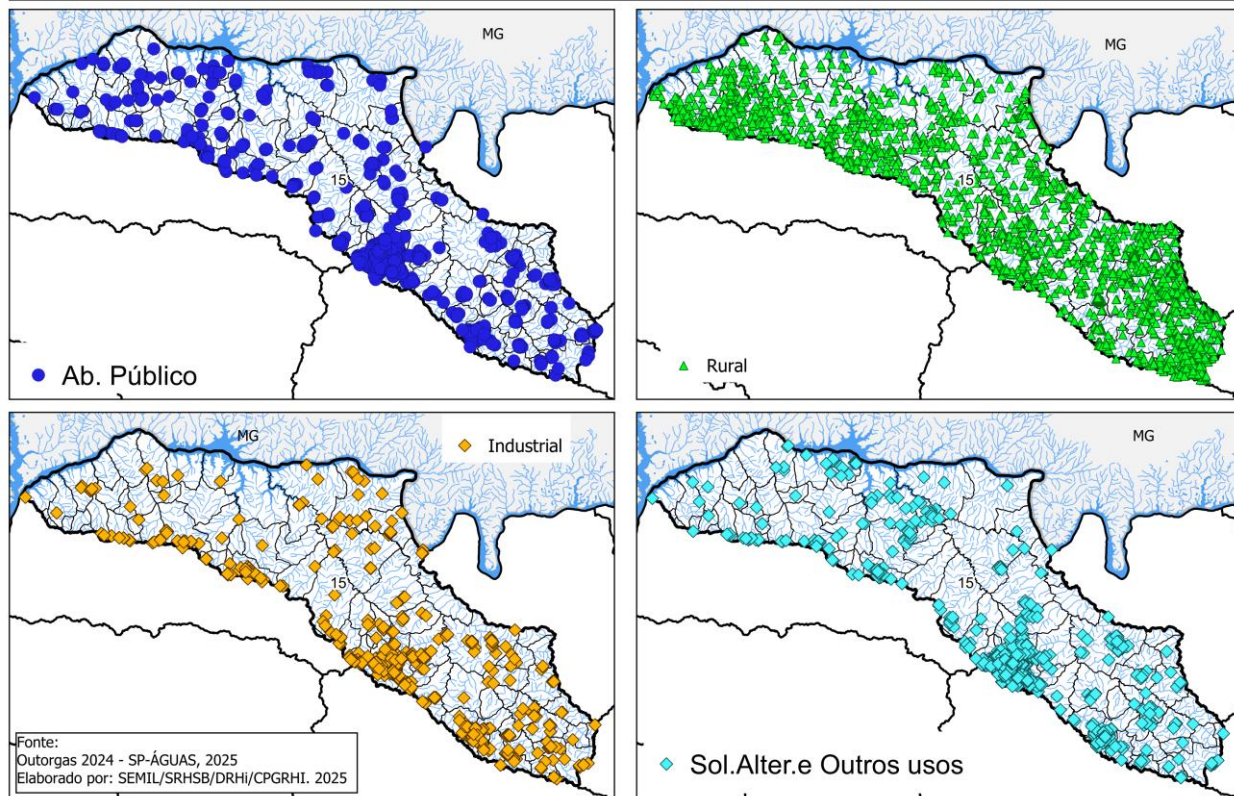 MG
15
Ab. Público
MG
15
Rural
MG
Industrial
15
Fonte:
Outorgas 2024 - SP-ÁGUAS, 2025
Elaborado por: SEMIL/SRHSB/DRHi/CPGRHI. 2025
MG
15
Sol.Alter.e Outros usos